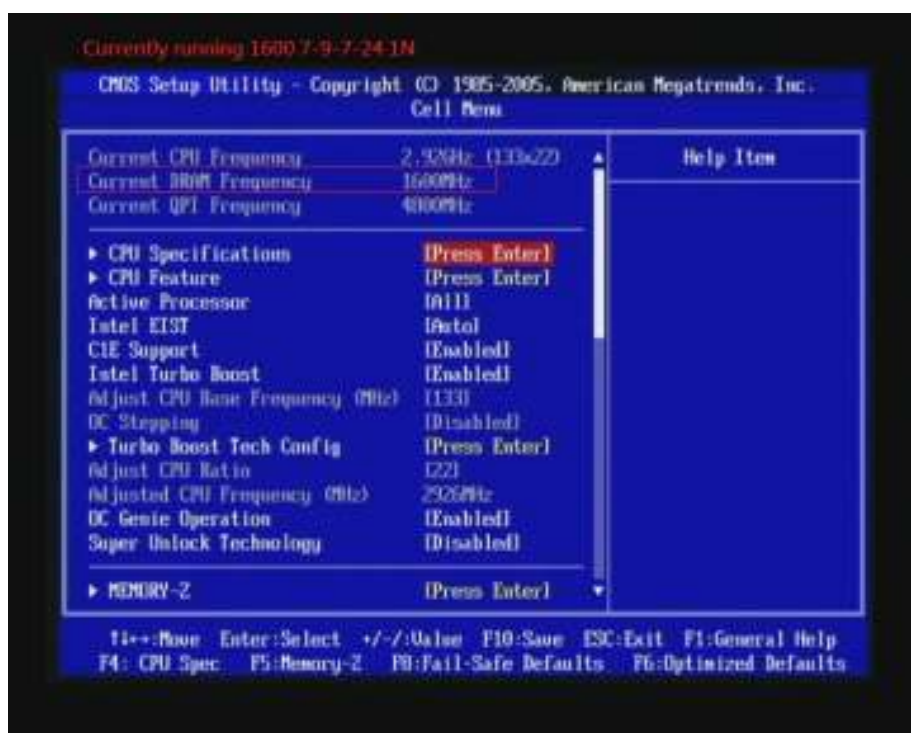 Currently running 1600 7-9-7-24-1N
CMOS Setup Utility - Copyright (C) 1985-2005, American Megatrends, Inc.
Cell Menu
Current CPU Frequency 2.92GHz (133x22)
Help Item
Current DRAM Frequency 1600MHz
Current QPI Frequency 4800MHz
▶ CPU Specifications [Press Enter]
▶ CPU Feature [Press Enter]
Active Processor [All]
Intel EIST [Auto]
C1E Support [Enabled]
Intel Turbo Boost [Enabled]
Adjust CPU Base Frequency (MHz) [133]
OC Stepping [Disabled]
▶ Turbo Boost Tech Config [Press Enter]
Adjust CPU Ratio [22]
Adjusted CPU Frequency (MHz) 2926MHz
OC Genie Operation [Enabled]
Super Unlock Technology [Disabled]
▶ MEMORY-Z [Press Enter]
↑↓←→:Move Enter:Select +/-/:Value F10:Save ESC:Exit F1:General Help
F4: CPU Spec F5:Memory-Z F8:Fail-Safe Defaults F6:Optimized Defaults